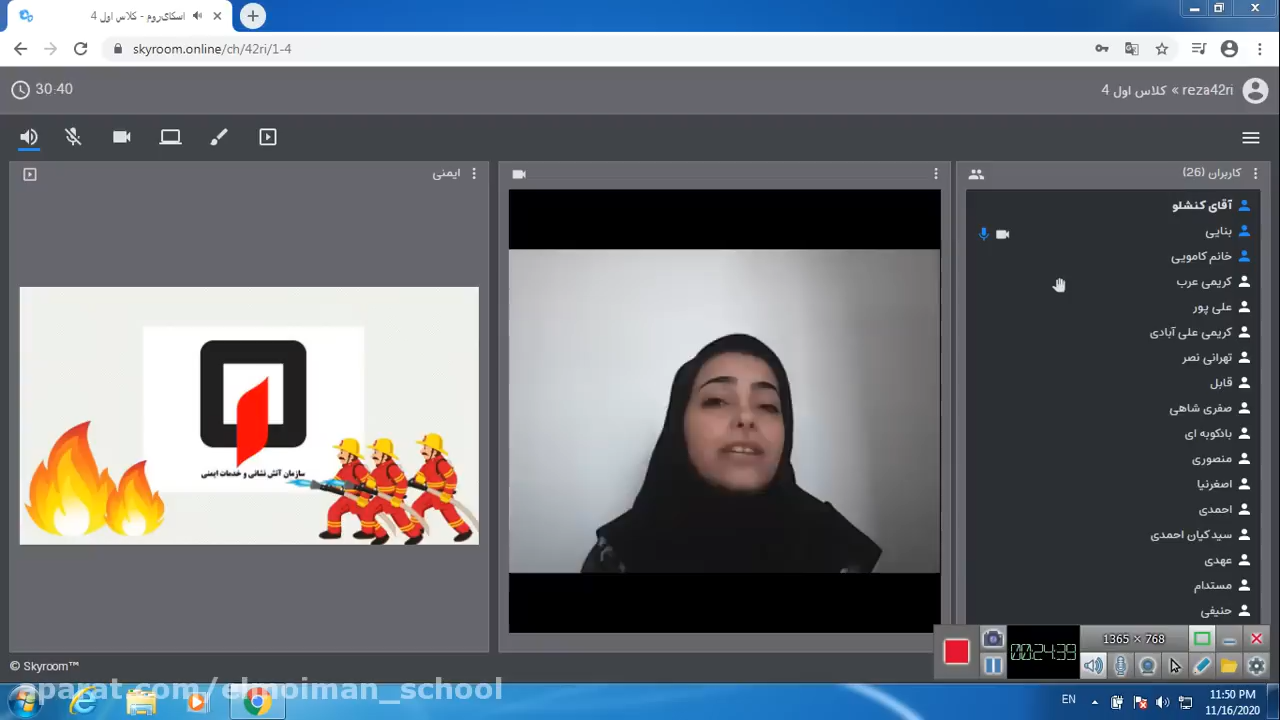 اسکای‌روم - کلاس اول 4
skyroom.online/ch/42ri/1-4
30:40
reza42ri » کلاس اول 4
ایمنی
کاربران (26)
سازمان آتش نشانی و خدمات ایمنی
آقای کنشلو
بنایی
خانم کامویی
کریمی عرب
علی پور
کریمی علی آبادی
تهرانی نصر
قابل
صفری شاهی
بادکوبه ای
منصوری
اصغرنیا
احمدی
سید کیان احمدی
عهدی
مستدام
حنیفی
00:24:39
1365 × 768
© Skyroom™
aparat.com/elmoiman_school
EN
11:50 PM
11/16/2020